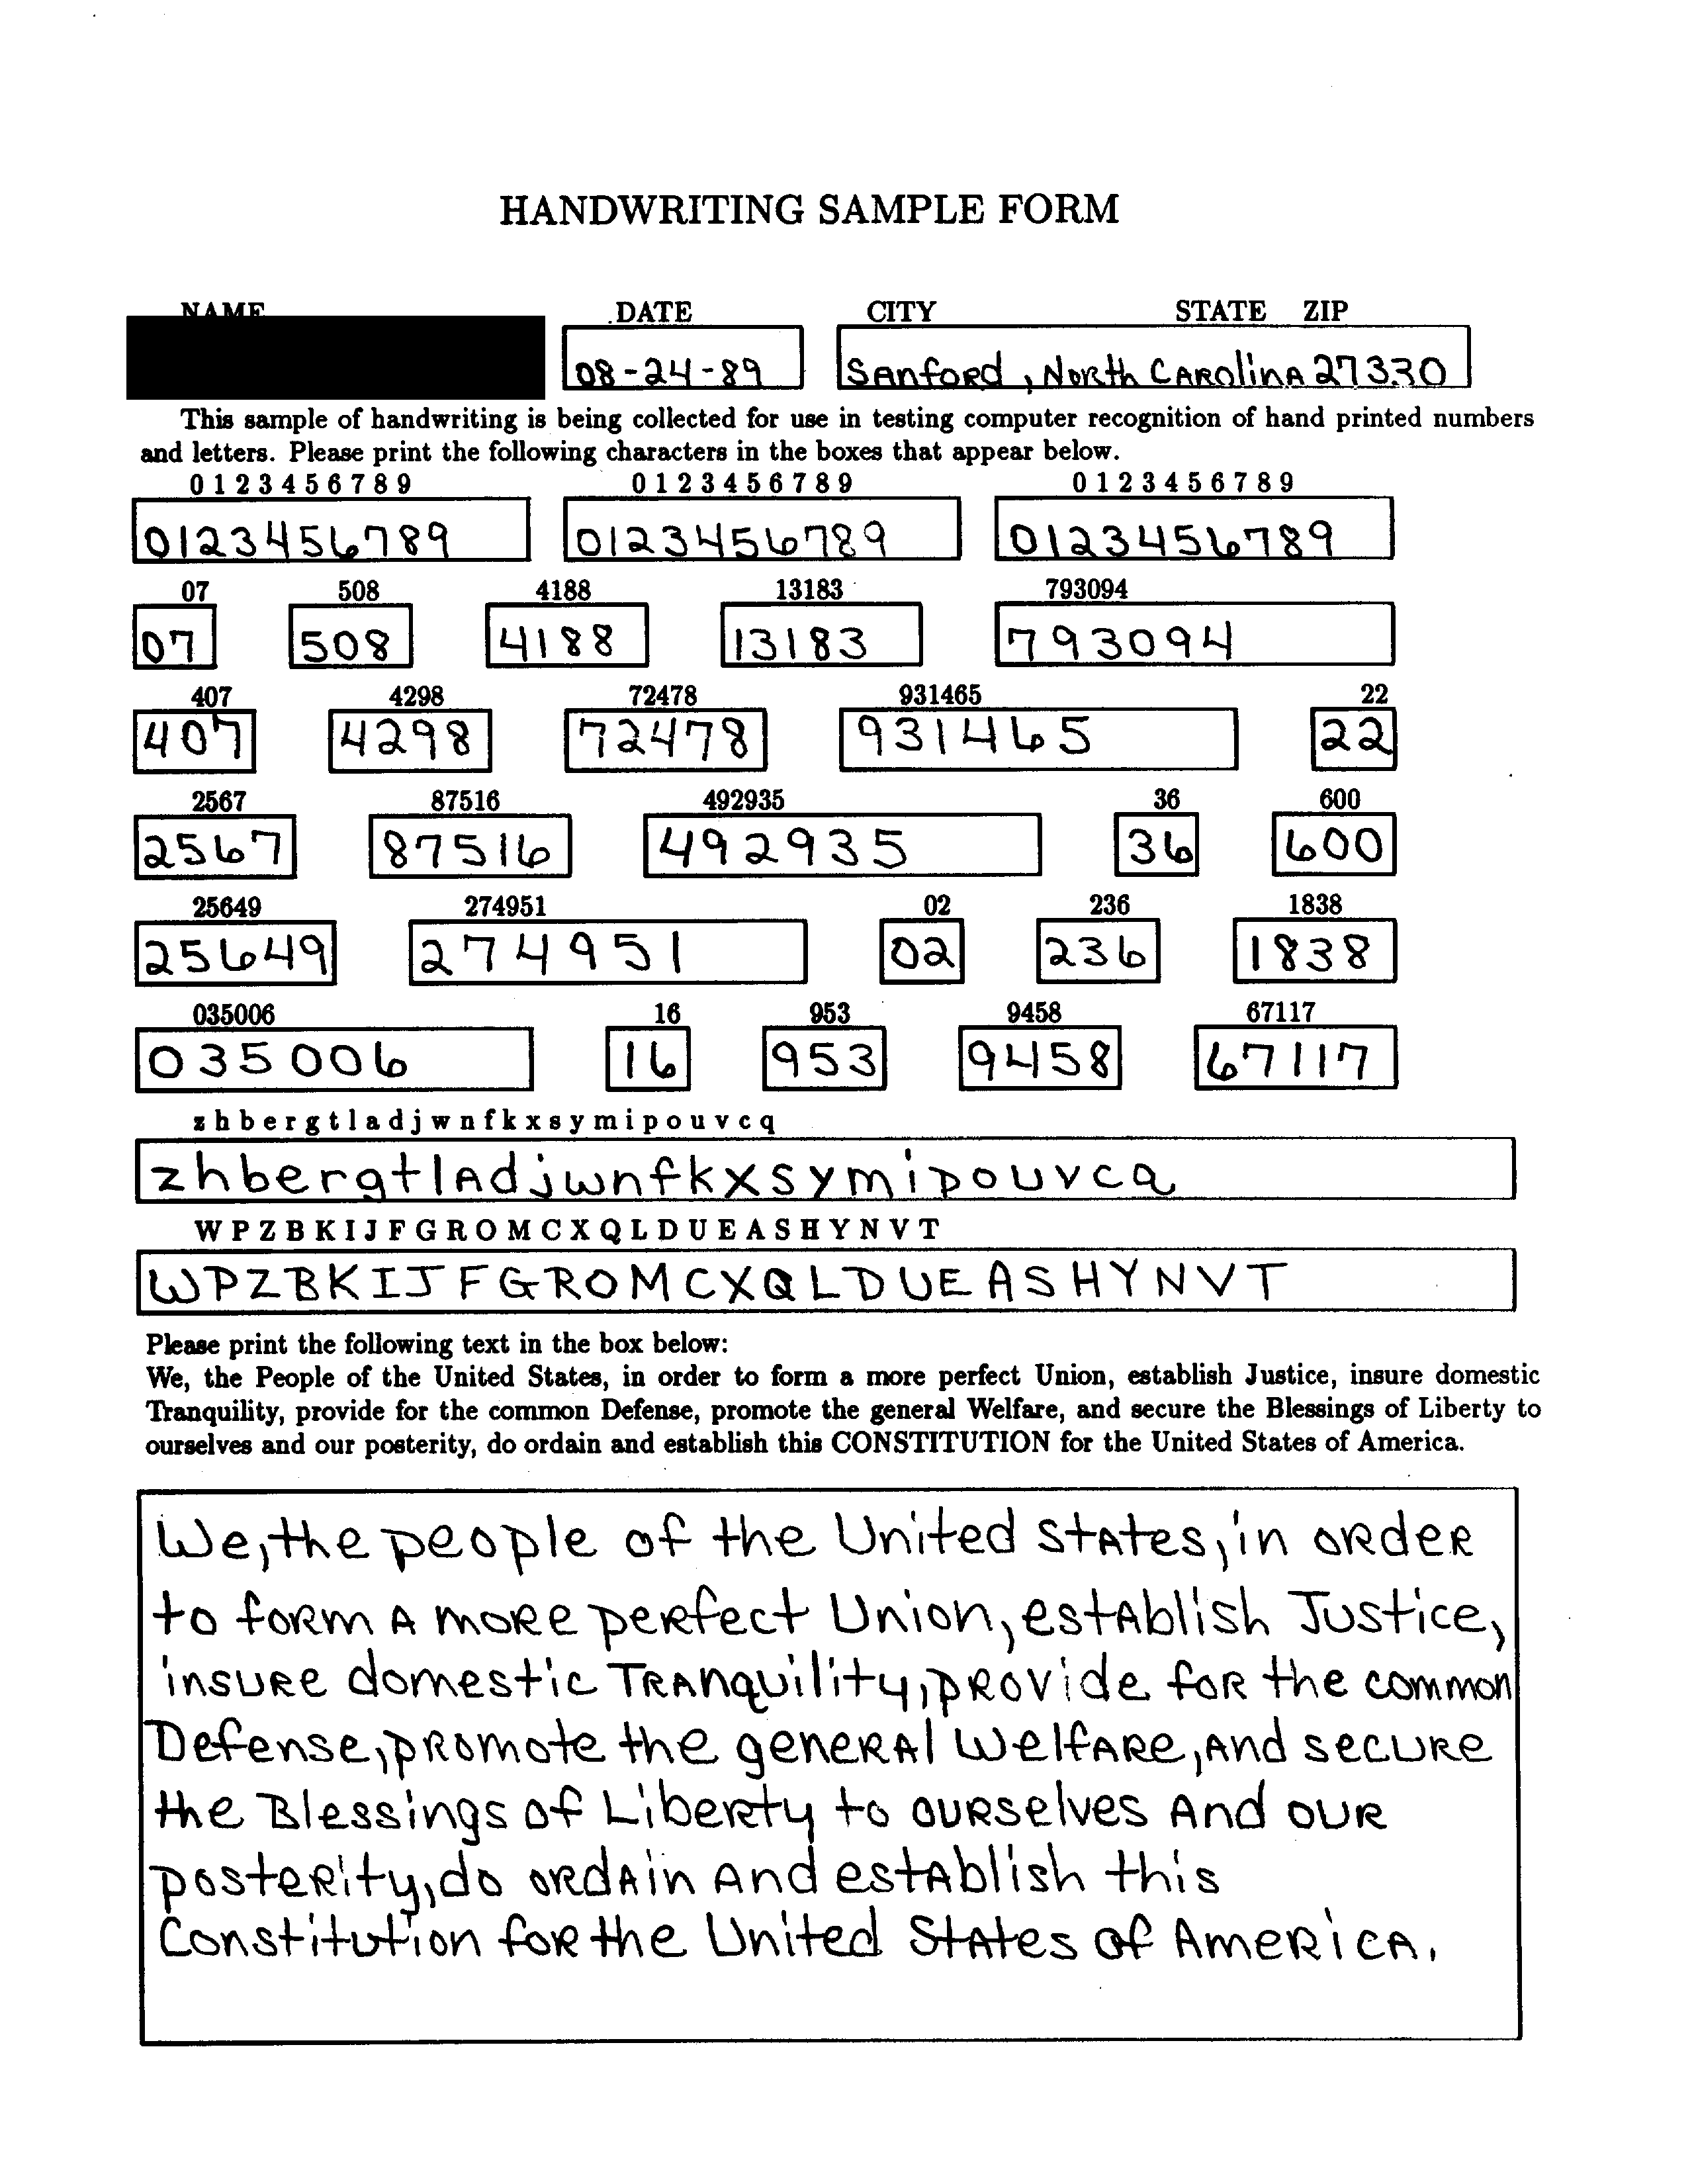 HANDWRITING SAMPLE FORM
NAME DATE CITY STATE ZIP
08-24-89 Sanford, North Carolina 27330
This sample of handwriting is being collected for use in testing computer recognition of hand printed numbers
and letters. Please print the following characters in the boxes that appear below.
0 1 2 3 4 5 6 7 8 9 0 1 2 3 4 5 6 7 8 9 0 1 2 3 4 5 6 7 8 9
0123456789 0123456789 0123456789
07 508 4188 13183 793094
07 508 4188 13183 793094
407 4298 72478 931465 22
407 4298 72478 931465 22
2567 87516 492935 36 600
2567 87516 492935 36 600
25649 274951 02 236 1838
25649 274951 02 236 1838
035006 16 953 9458 67117
035006 16 953 9458 67117
z h b e r g t l a d j w n f k x s y m i p o u v c q
zhbergtladjwnfkxsymipouvcq
W P Z B K I J F G R O M C X Q L D U E A S H Y N V T
WPZBKIJFGROMCXQLDUEASHYNVT
Please print the following text in the box below:
We, the People of the United States, in order to form a more perfect Union, establish Justice, insure domestic
Tranquility, provide for the common Defense, promote the general Welfare, and secure the Blessings of Liberty to
ourselves and our posterity, do ordain and establish this CONSTITUTION for the United States of America.
We, the people of the United States, in order
to form a more perfect Union, establish Justice,
insure domestic Tranquility, provide for the common
Defense, promote the general Welfare, and secure
the Blessings of Liberty to ourselves and our
posterity, do ordain and establish this
Constitution for the United States of America.